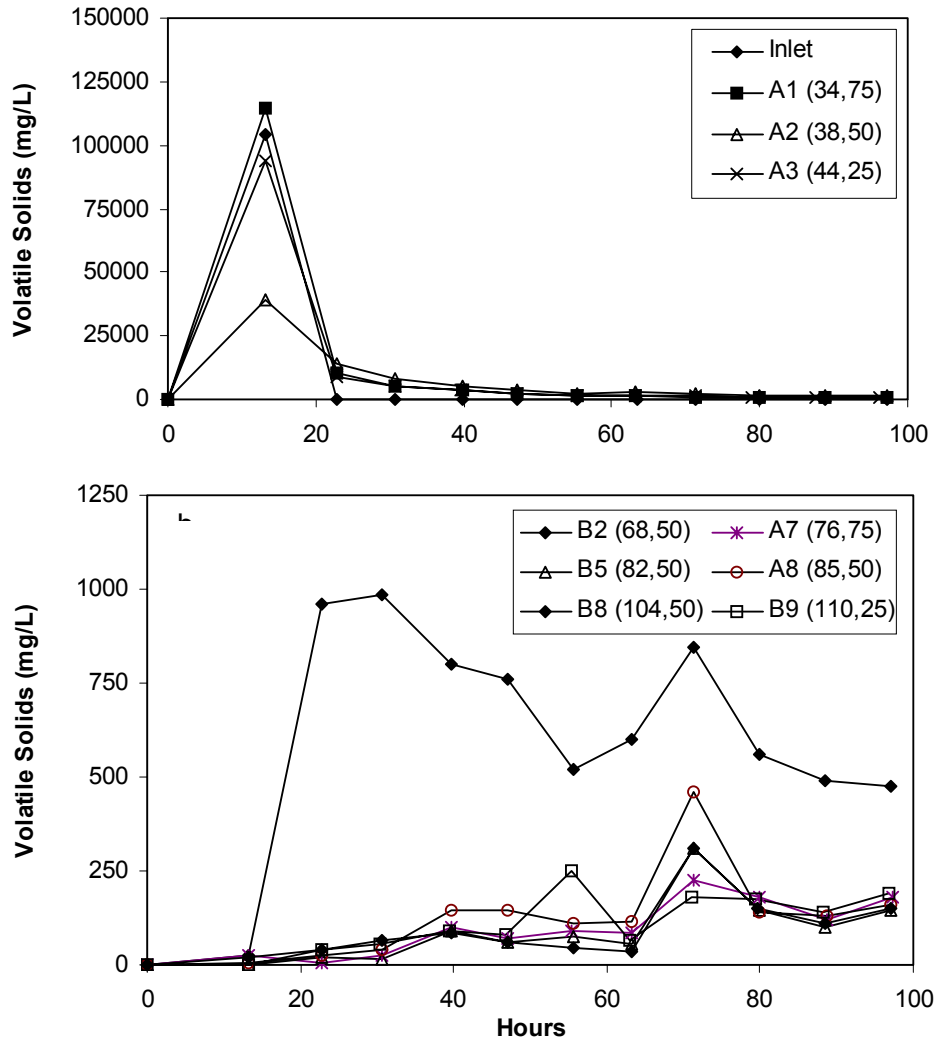 150000
125000
100000
75000
50000
25000
0
Volatile Solids (mg/L)
Inlet
A1 (34,75)
A2 (38,50)
A3 (44,25)
0 20 40 60 80 100
1250
1000
750
500
250
0
Volatile Solids (mg/L)
B2 (68,50) A7 (76,75)
B5 (82,50) A8 (85,50)
B8 (104,50) B9 (110,25)
0 20 40 60 80 100
Hours